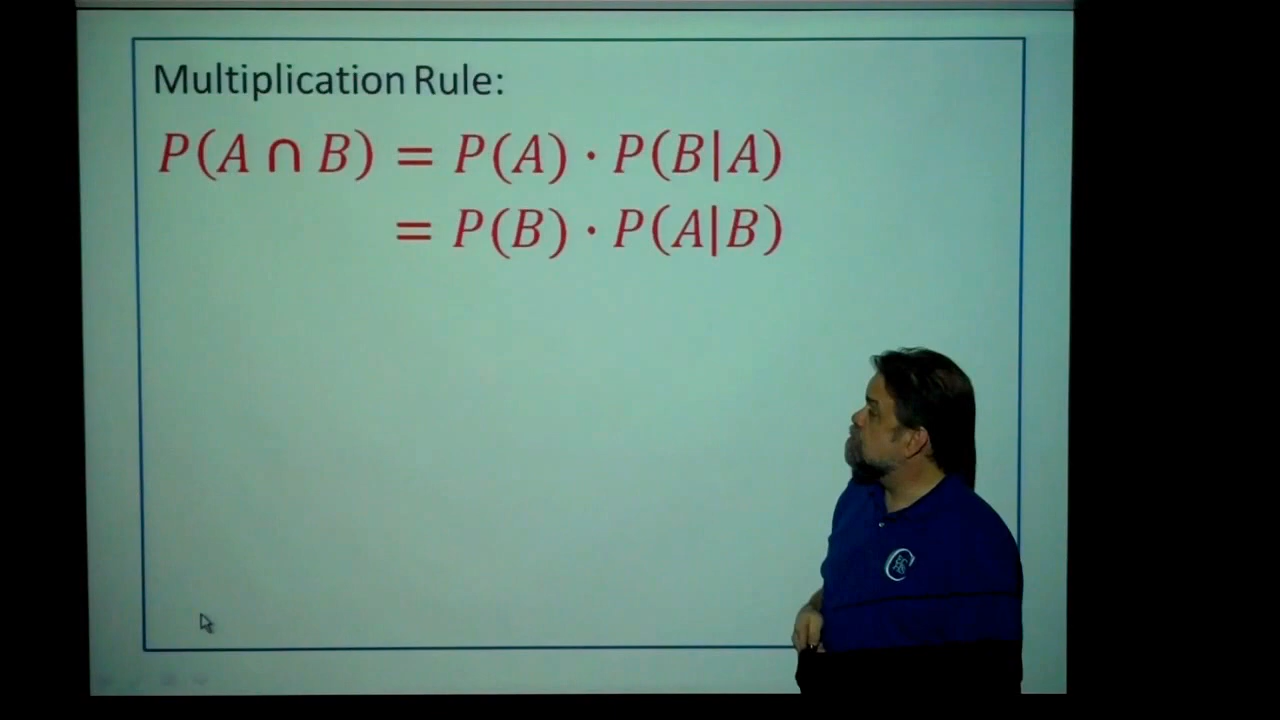 Multiplication Rule:
P(A ∩ B) = P(A) · P(B|A)
= P(B) · P(A|B)